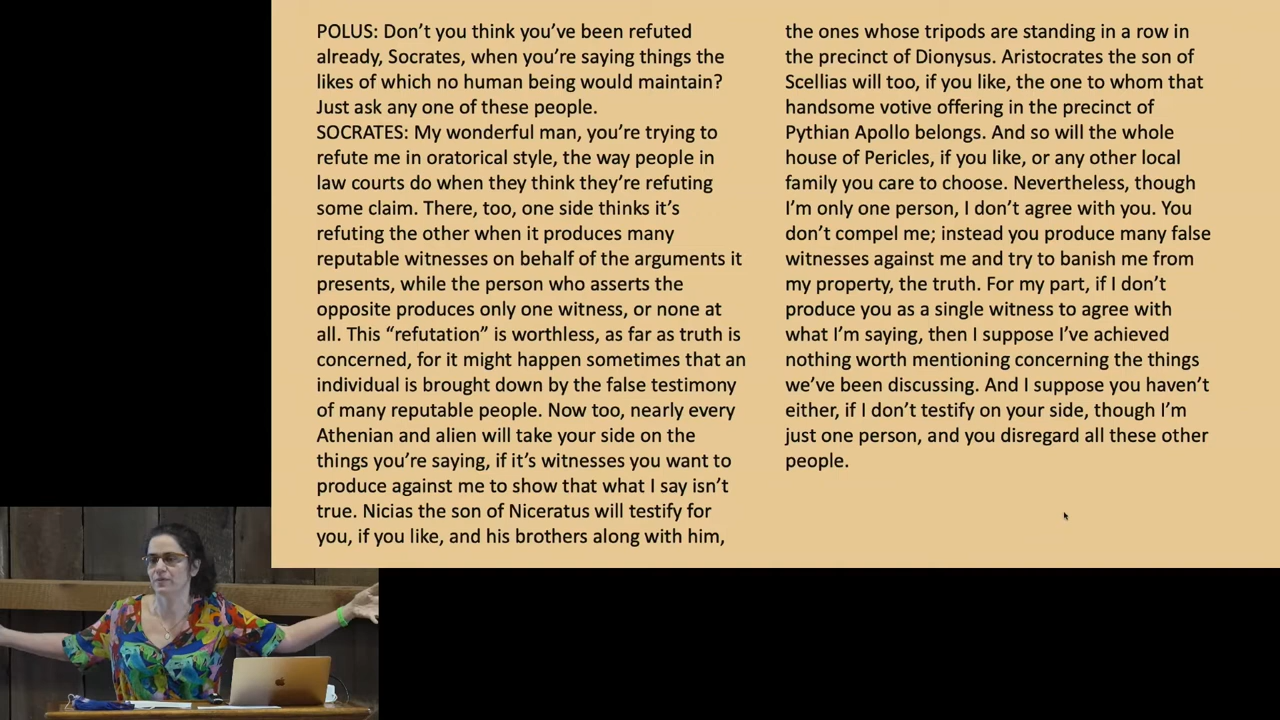 POLUS: Don’t you think you’ve been refuted
already, Socrates, when you’re saying things the
likes of which no human being would maintain?
Just ask any one of these people.
SOCRATES: My wonderful man, you’re trying to
refute me in oratorical style, the way people in
law courts do when they think they’re refuting
some claim. There, too, one side thinks it’s
refuting the other when it produces many
reputable witnesses on behalf of the arguments it
presents, while the person who asserts the
opposite produces only one witness, or none at
all. This “refutation” is worthless, as far as truth is
concerned, for it might happen sometimes that an
individual is brought down by the false testimony
of many reputable people. Now too, nearly every
Athenian and alien will take your side on the
things you’re saying, if it’s witnesses you want to
produce against me to show that what I say isn’t
true. Nicias the son of Niceratus will testify for
you, if you like, and his brothers along with him,
the ones whose tripods are standing in a row in
the precinct of Dionysus. Aristocrates the son of
Scellias will too, if you like, the one to whom that
handsome votive offering in the precinct of
Pythian Apollo belongs. And so will the whole
house of Pericles, if you like, or any other local
family you care to choose. Nevertheless, though
I’m only one person, I don’t agree with you. You
don’t compel me; instead you produce many false
witnesses against me and try to banish me from
my property, the truth. For my part, if I don’t
produce you as a single witness to agree with
what I’m saying, then I suppose I’ve achieved
nothing worth mentioning concerning the things
we’ve been discussing. And I suppose you haven’t
either, if I don’t testify on your side, though I’m
just one person, and you disregard all these other
people.